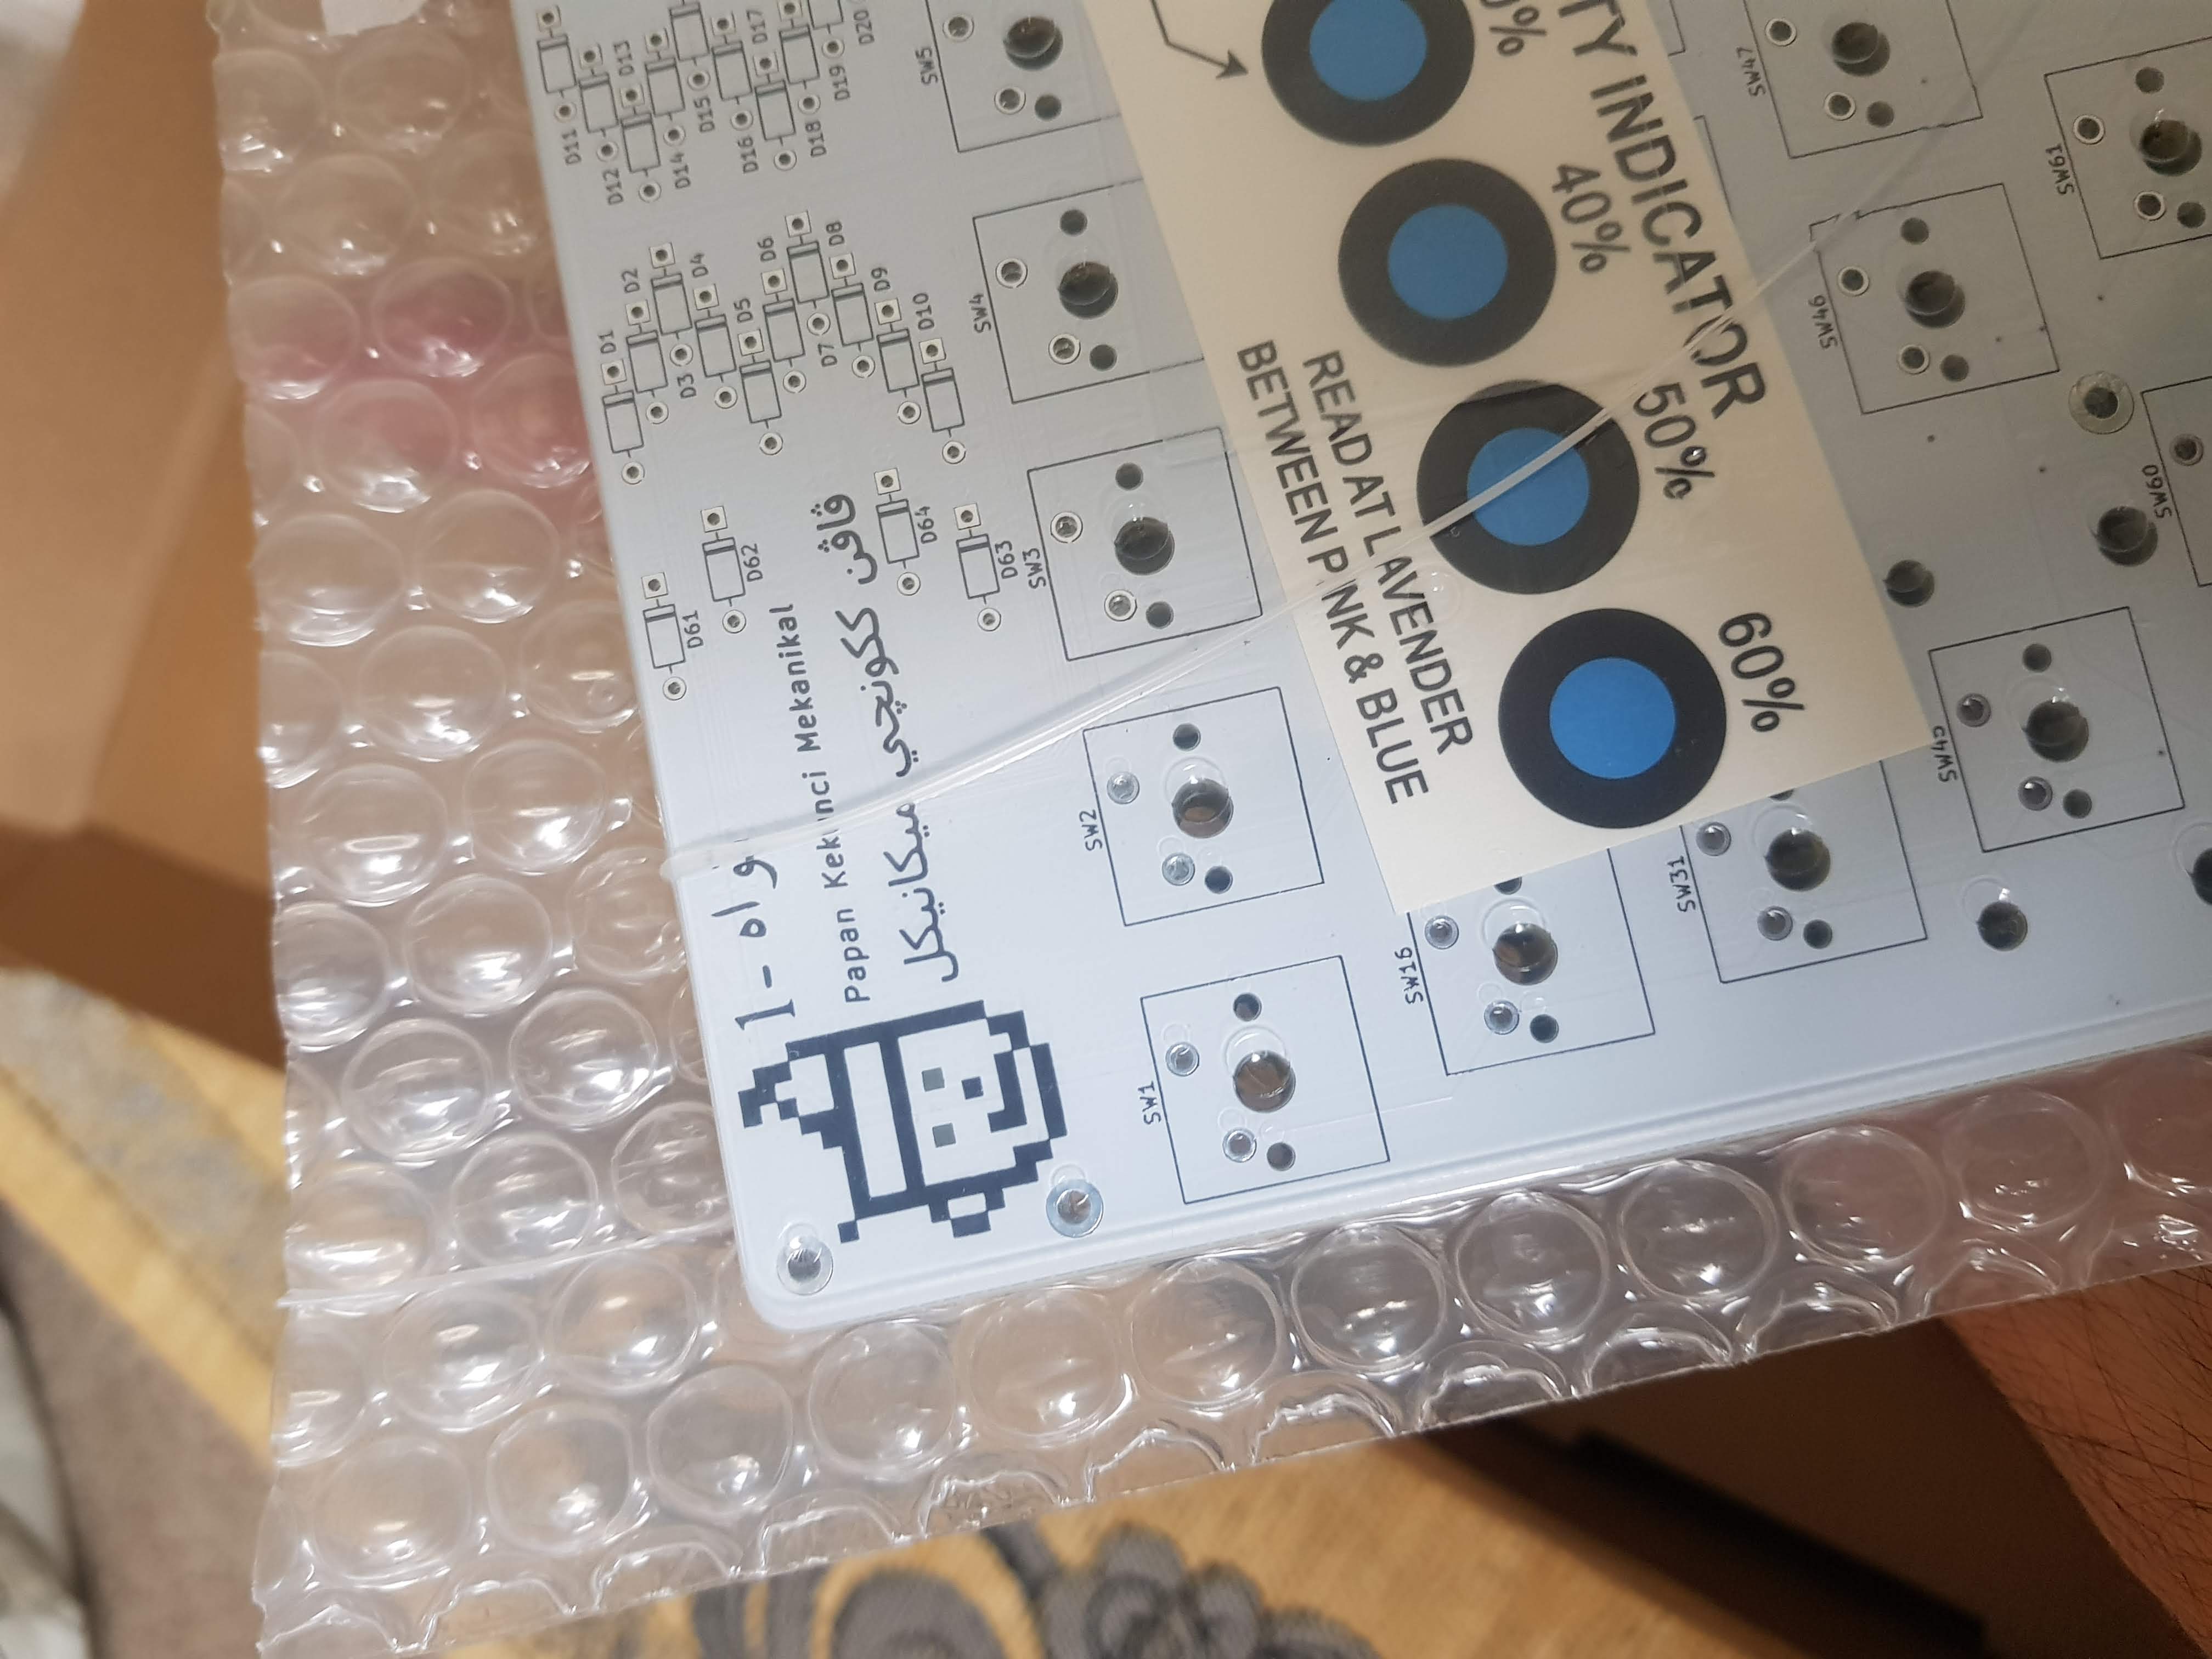 نواه -1
Papan Kekunci Mekanikal
ڤاڤن ككونچي ميكانيكل
D61
D62
D64
D63
D1
D2
D3
D4
D5
D6
D7
D8
D9
D10
D11
D12
D13
D14
D15
D16
D17
D18
D19
D20
SW1
SW2
SW3
SW4
SW5
SW16
SW31
SW45
SW46
SW47
SW60
SW61
INDICATOR
40%
50%
60%
READ AT LAVENDER
BETWEEN PINK & BLUE